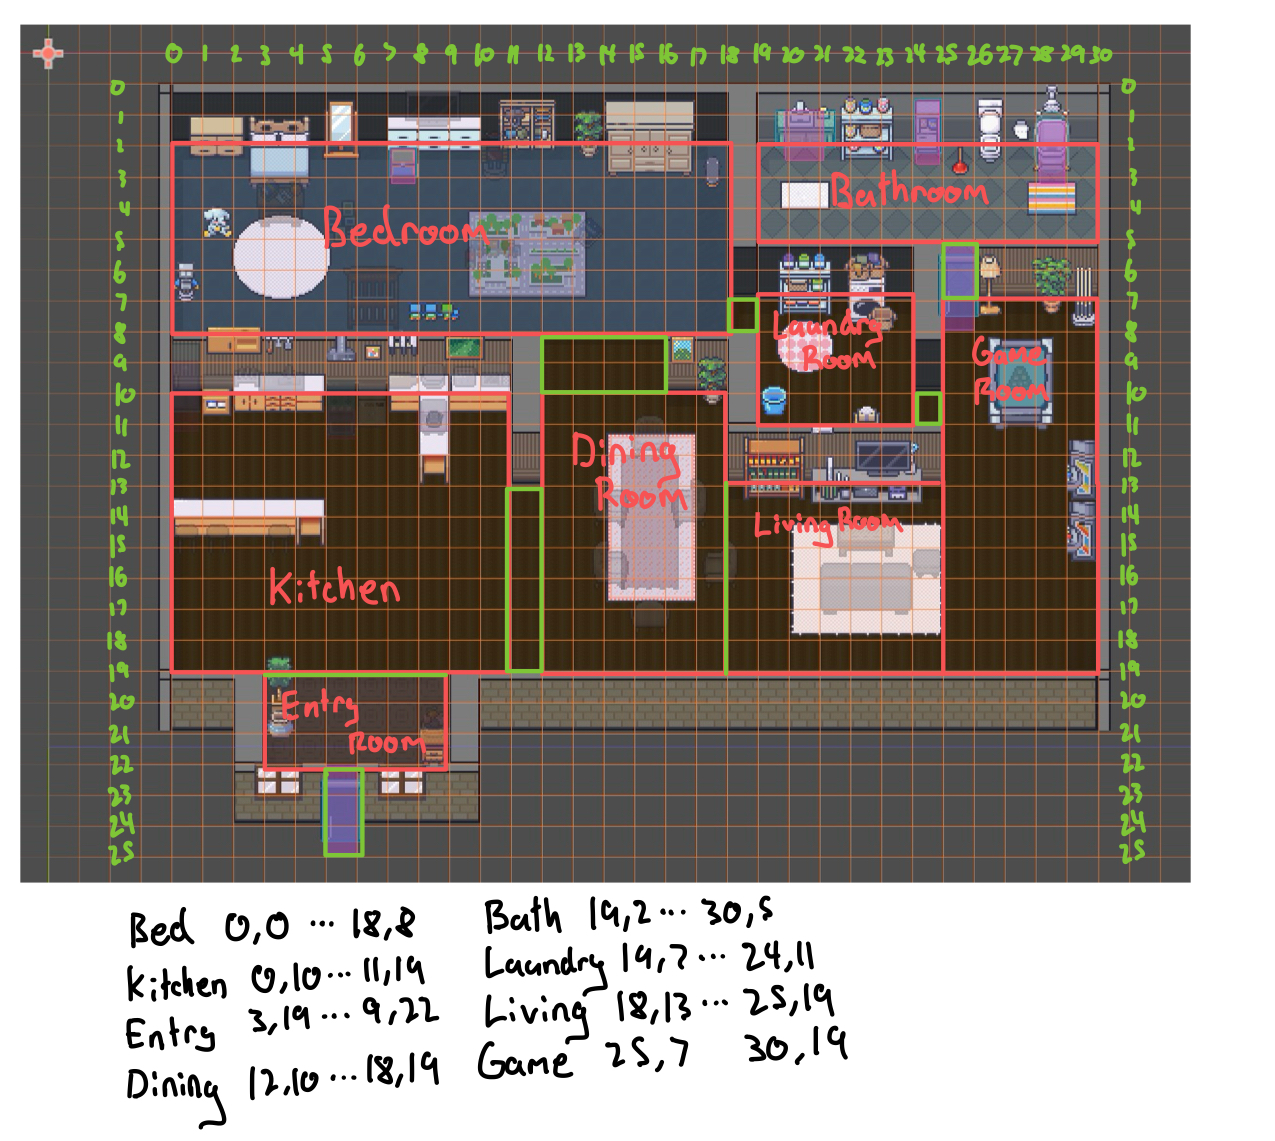 0 1 2 3 4 5 6 7 8 9 10 11 12 13 14 15 16 17 18 19 20 21 22 23 24 25 26 27 28 29 30
0 0
1 1
2 2
3 3
4 4
5 5
6 6
7 7
8 8
9 9
10 10
11 11
12 12
13 13
14 14
15 15
16 16
17 17
18 18
19 19
20 20
21 21
22 22
23 23
24 24
25 25
Bedroom
Bathroom
Laundry
Room
Game
Room
Dining
Room
Living Room
Kitchen
Entry
Room
Bed 0,0 ... 18,8
Kitchen 0,10 ... 11,19
Entry 3,19 ... 9,22
Dining 12,10 ... 18,19
Bath 19,2 ... 30,5
Laundry 19,7 ... 24,11
Living 18,13 ... 25,19
Game 25,7 30,19